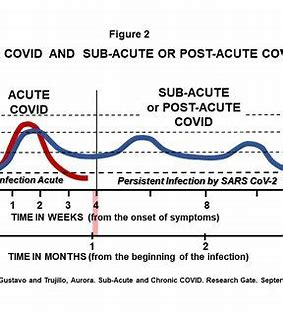 Figure 2
COVID AND SUB-ACUTE OR POST-ACUTE COV
ACUTE
COVID
SUB-ACUTE
or POST-ACUTE
COVID
nfection Acute
Persistent Infection by SARS CoV-2
1 2 3 4 8
TIME IN WEEKS (from the onset of symptoms)
1 2
TIME IN MONTHS (from the beginning of the infection)
Gustavo and Trujillo, Aurora. Sub-Acute and Chronic COVID. Research Gate. Septem